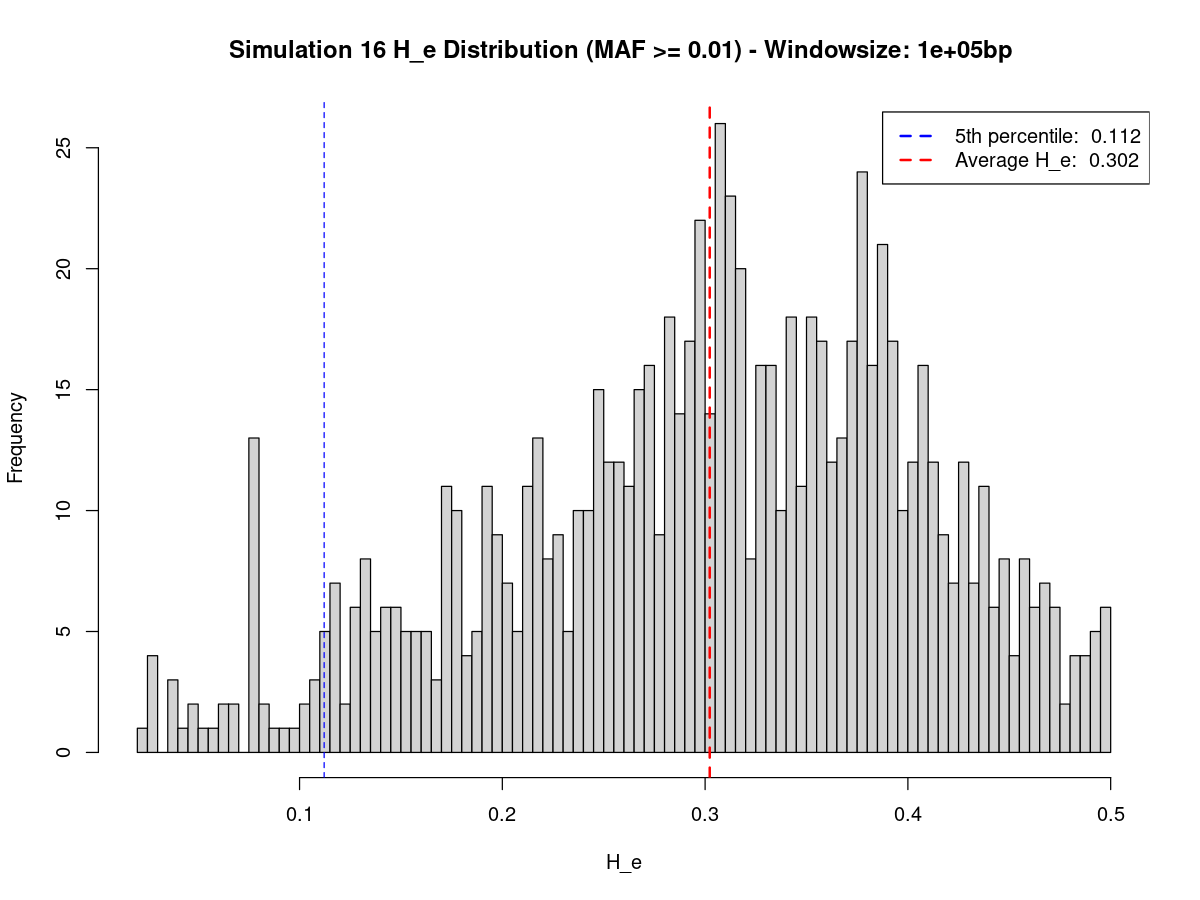 Simulation 16 H_e Distribution (MAF >= 0.01) - Windowsize: 1e+05bp
5th percentile:  0.112
Average H_e:  0.302
Frequency
25
20
15
10
5
0
0.1 0.2 0.3 0.4 0.5
H_e